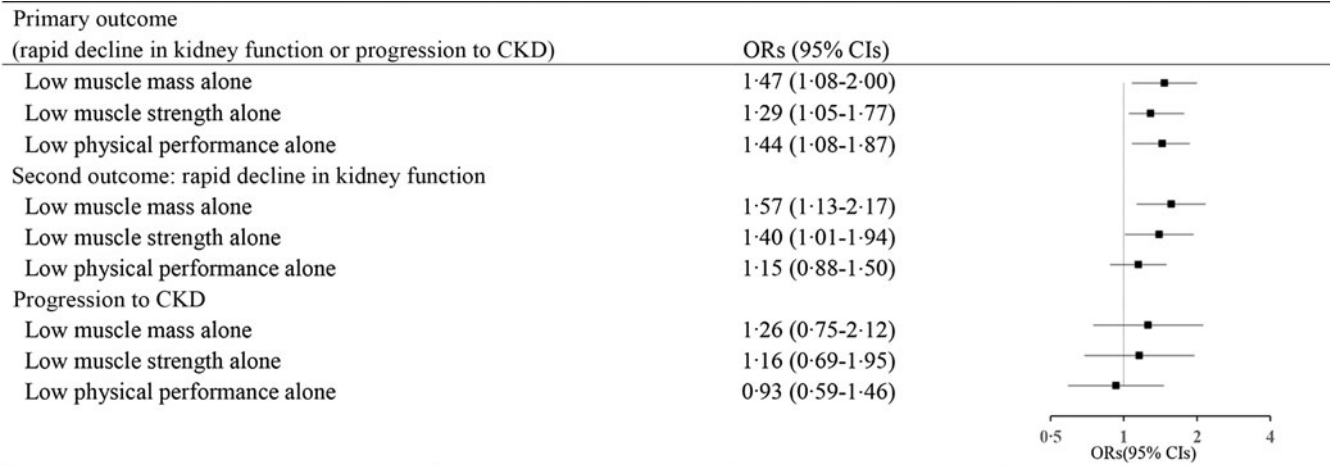 Primary outcome
(rapid decline in kidney function or progression to CKD) ORs (95% CIs)
Low muscle mass alone 1·47 (1·08-2·00)
Low muscle strength alone 1·29 (1·05-1·77)
Low physical performance alone 1·44 (1·08-1·87)
Second outcome: rapid decline in kidney function
Low muscle mass alone 1·57 (1·13-2·17)
Low muscle strength alone 1·40 (1·01-1·94)
Low physical performance alone 1·15 (0·88-1·50)
Progression to CKD
Low muscle mass alone 1·26 (0·75-2·12)
Low muscle strength alone 1·16 (0·69-1·95)
Low physical performance alone 0·93 (0·59-1·46)
0·5 1 2 4
ORs(95% CIs)